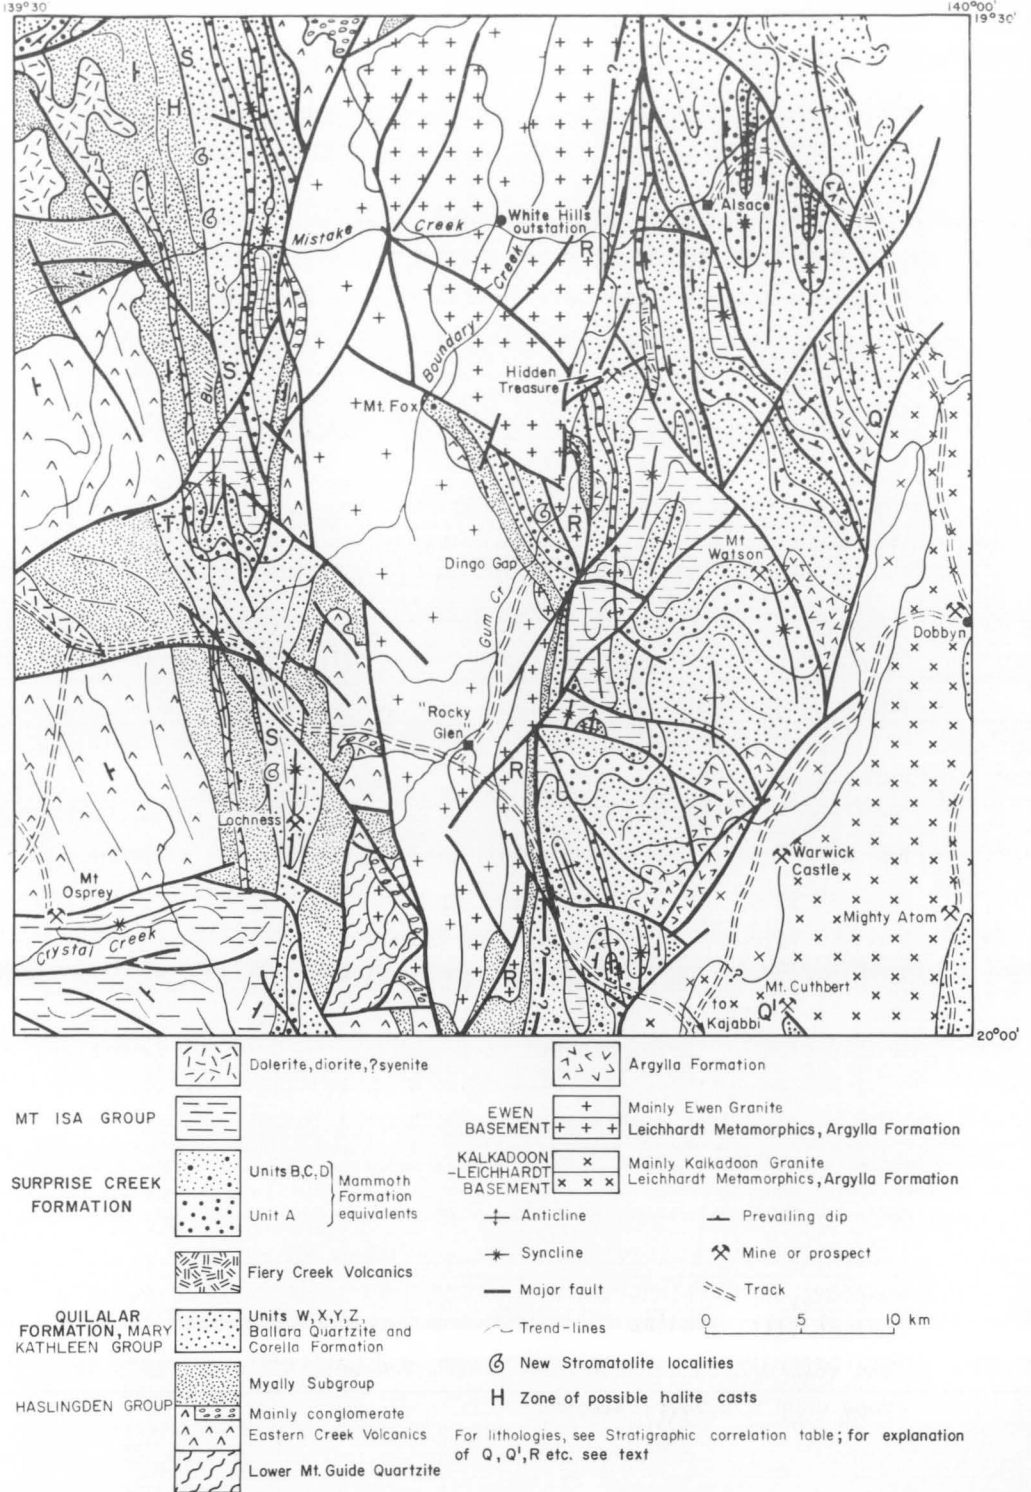 139°30'
140°00'
19°30'
S
H
Mistake
Creek
White Hills
outstation
R
Creek
"Alsace"
Boundary
Hidden
Treasure
Mt. Fox
H
S
H
Q
T
R
Mt
Watson
Dingo Gap
Gum Cr.
Dobbyn
"Rocky
Glen"
S
R
Lochness
Warwick
Castle
Mt
Osprey
Mighty Atom
Crystal Creek
R
?
Mt. Cuthbert
to
Kajabbi
Q'
20°00'
Dolerite, diorite, ?syenite
MT ISA GROUP
SURPRISE CREEK
FORMATION
Units B, C, D
Unit A
Mammoth
Formation
equivalents
Fiery Creek Volcanics
QUILALAR
FORMATION, MARY
KATHLEEN GROUP
Units W, X, Y, Z,
Ballara Quartzite and
Corella Formation
HASLINGDEN GROUP
Myally Subgroup
Mainly conglomerate
Eastern Creek Volcanics
Lower Mt. Guide Quartzite
Argylla Formation
EWEN
BASEMENT
Mainly Ewen Granite
Leichhardt Metamorphics, Argylla Formation
KALKADOON
-LEICHHARDT
BASEMENT
Mainly Kalkadoon Granite
Leichhardt Metamorphics, Argylla Formation
Anticline
Prevailing dip
Syncline
Mine or prospect
Major fault
Track
Trend-lines
0 5 10 km
New Stromatolite localities
H Zone of possible halite casts
For lithologies, see Stratigraphic correlation table; for explanation
of Q, Q', R etc. see text